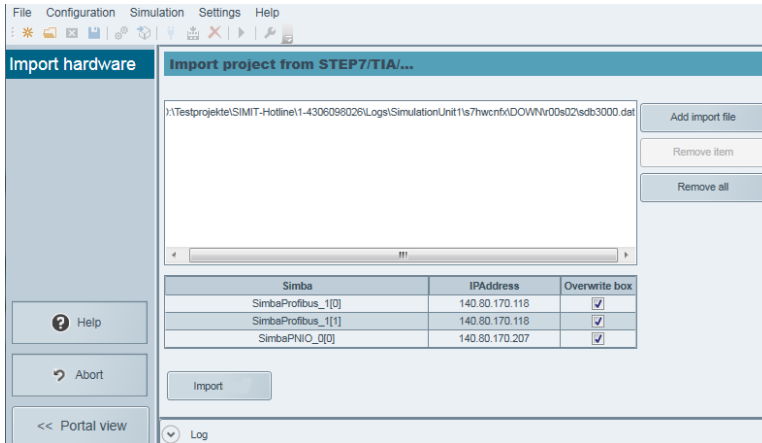 File Configuration Simulation Settings Help
Import hardware
Import project from STEP7/TIA/...
):\Testprojekte\SIMIT-Hotline\1-4306098026\Logs\SimulationUnit1\s7hwcnfx\DOWN\r00s02\sdb3000.dat
Add import file
Remove item
Remove all
Simba IPAddress Overwrite box
SimbaProfibus_1[0] 140.80.170.118
SimbaProfibus_1[1] 140.80.170.118
SimbaPNIO_0[0] 140.80.170.207
Help
Abort
Import
<< Portal view
Log